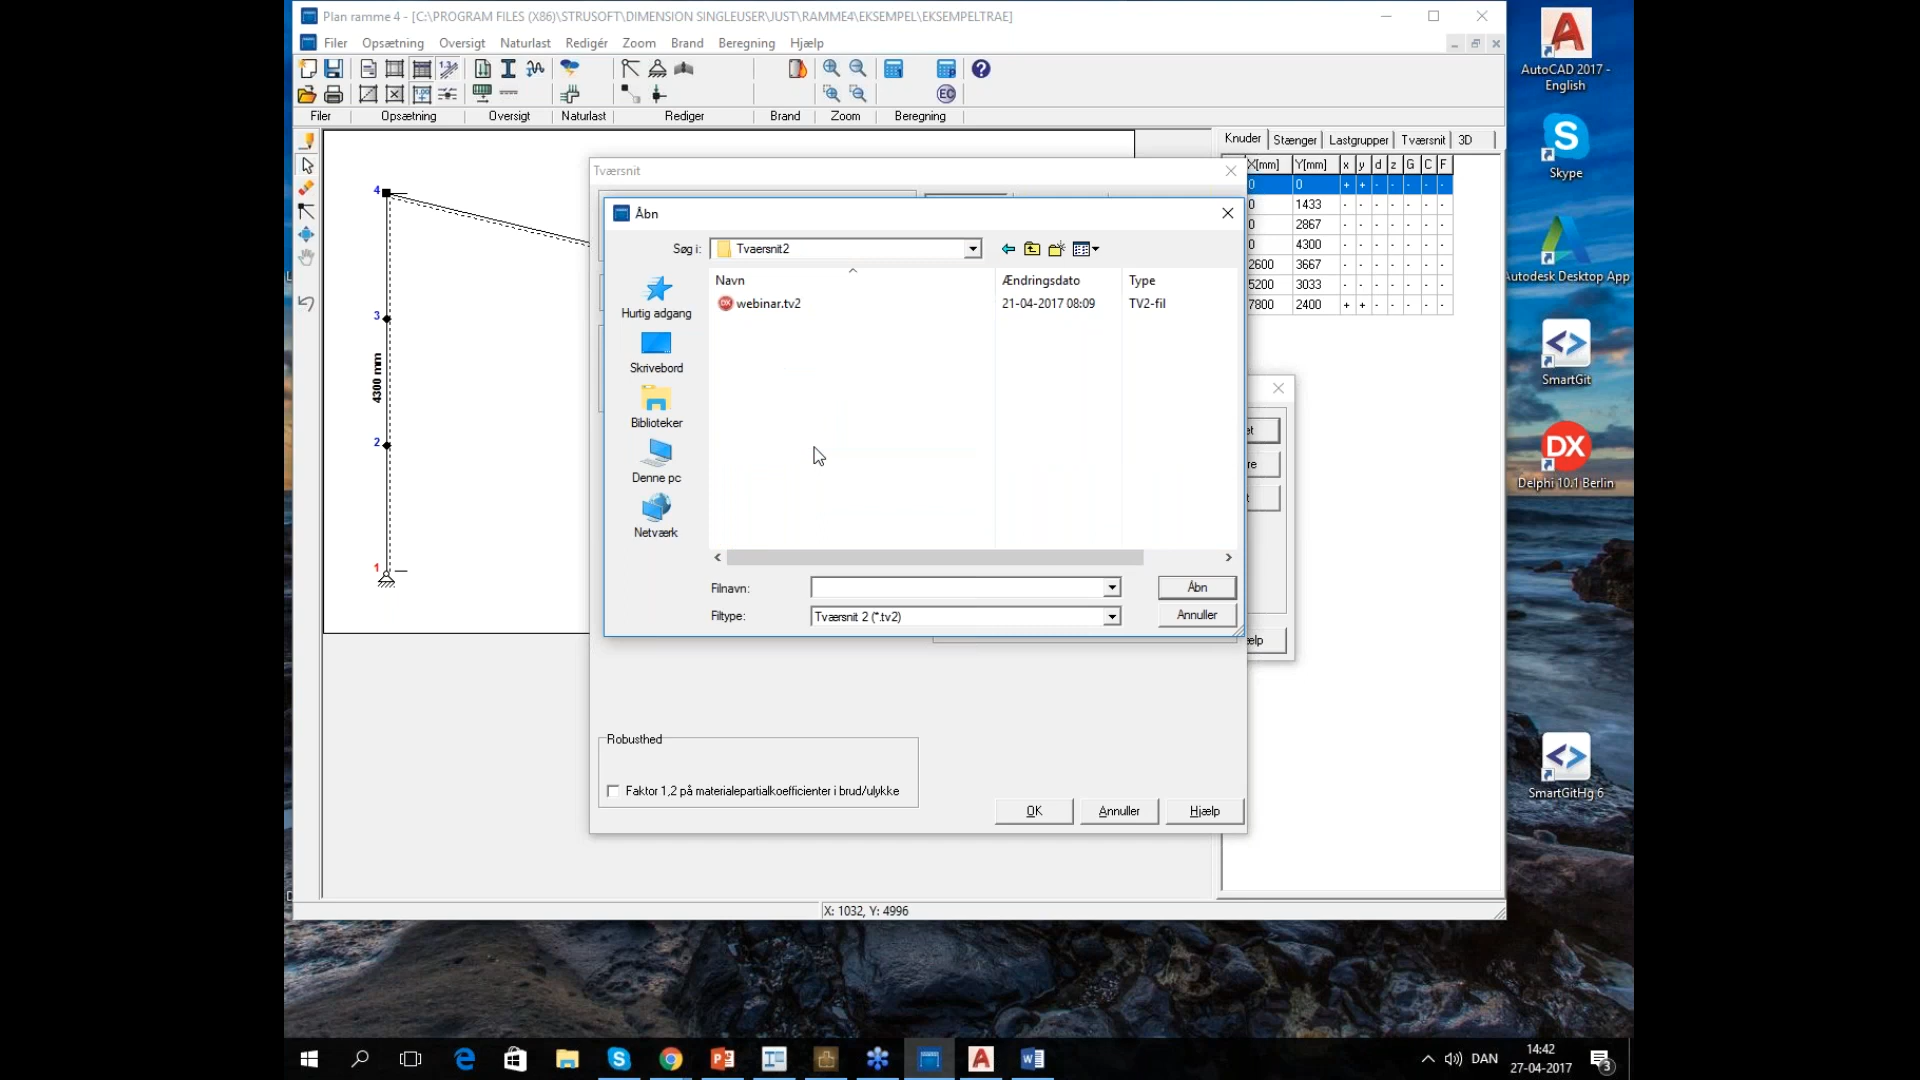 Plan ramme 4 - [C:\PROGRAM FILES (X86)\STRUSOFT\DIMENSION SINGLEUSER\JUST\RAMME4\EKSEMPEL\EKSEMPELTRAE]
Filer Opsætning Oversigt Naturlast Redigér Zoom Brand Beregning Hjælp
Filer Opsætning Oversigt Naturlast Rediger Brand Zoom Beregning
Knuder Stænger Lastgrupper Tværsnit 3D
X[mm] Y[mm] x y d z G C F
0 0 + + - - - - -
0 1433 - - - - - - -
0 2867 - - - - - - -
0 4300 - - - - - - -
2600 3667 - - - - - - -
5200 3033 - - - - - - -
7800 2400 + + - - - - -
4
3
4300 mm
2
1
Tværsnit
Åbn
Søg i: Tvaersnit2
Navn Ændringsdato Type
webinar.tv2 21-04-2017 08:09 TV2-fil
Hurtig adgang
Skrivebord
Biblioteker
Denne pc
Netværk
Filnavn: Åbn
Filtype: Tværsnit 2 (*.tv2) Annuller
Robusthed
Faktor 1,2 på materialepartialkoefficienter i brud/ulykke
OK Annuller Hjælp
X: 1032, Y: 4996
AutoCAD 2017 -
English
Skype
Autodesk Desktop App
SmartGit
DX
Delphi 10.1 Berlin
SmartGitHg 6
DAN
14:42
27-04-2017
3